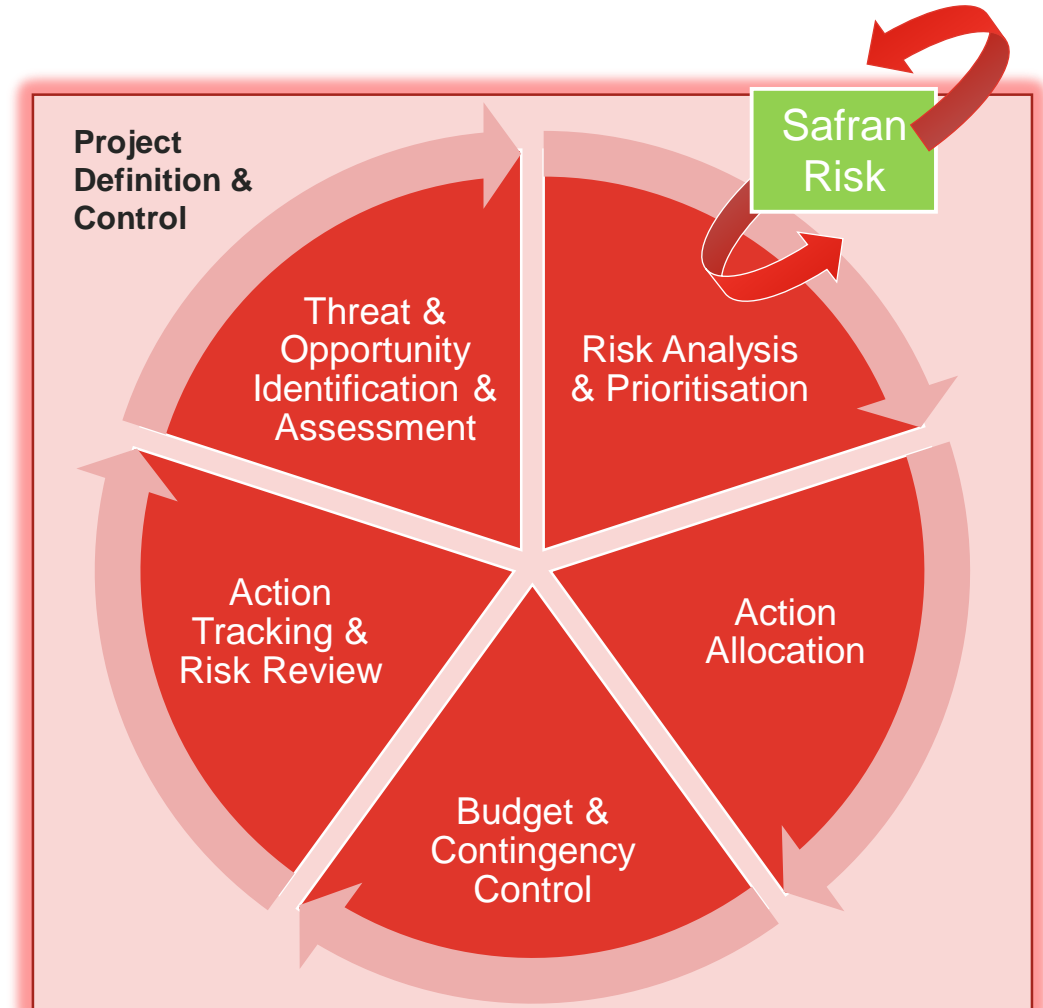 Project
Definition &
Control
Safran
Risk
Threat &
Opportunity
Identification &
Assessment
Risk Analysis
& Prioritisation
Action
Tracking &
Risk Review
Action
Allocation
Budget &
Contingency
Control